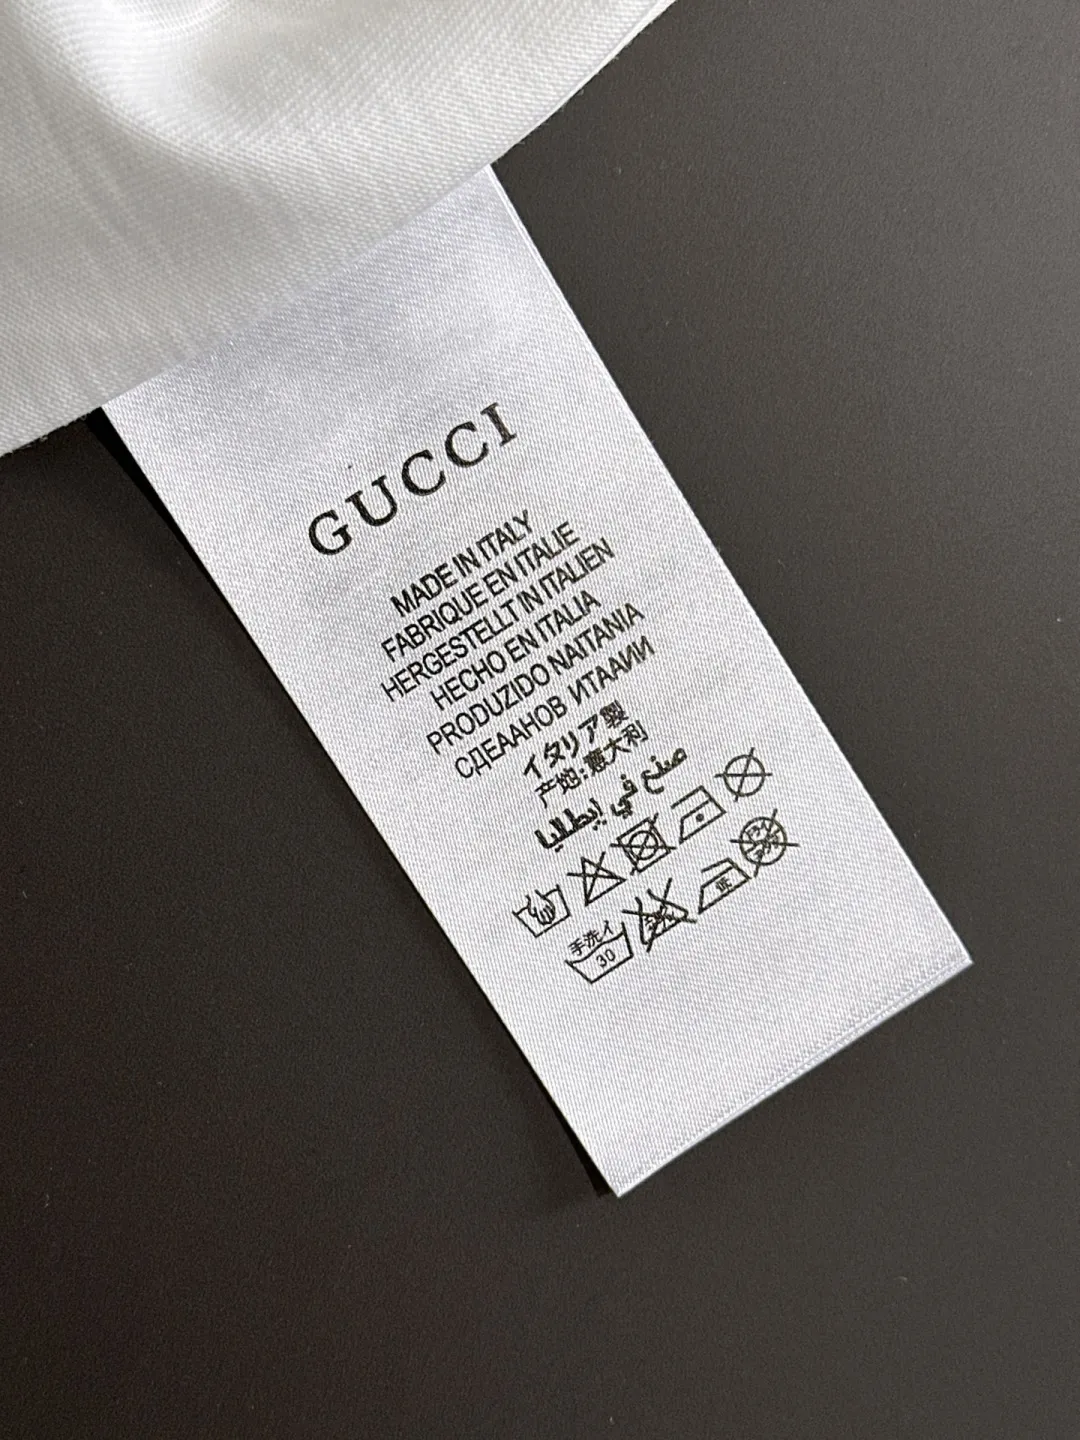 GUCCI
MADE IN ITALY
FABRIQUE EN ITALIE
HERGESTELLT IN ITALIEN
HECHO EN ITALIA
PRODUZIDO NAITANIA
СДЕААНОВ ИТААИИ
イタリア製
产地:意大利
صنع في إيطاليا
手洗イ
30